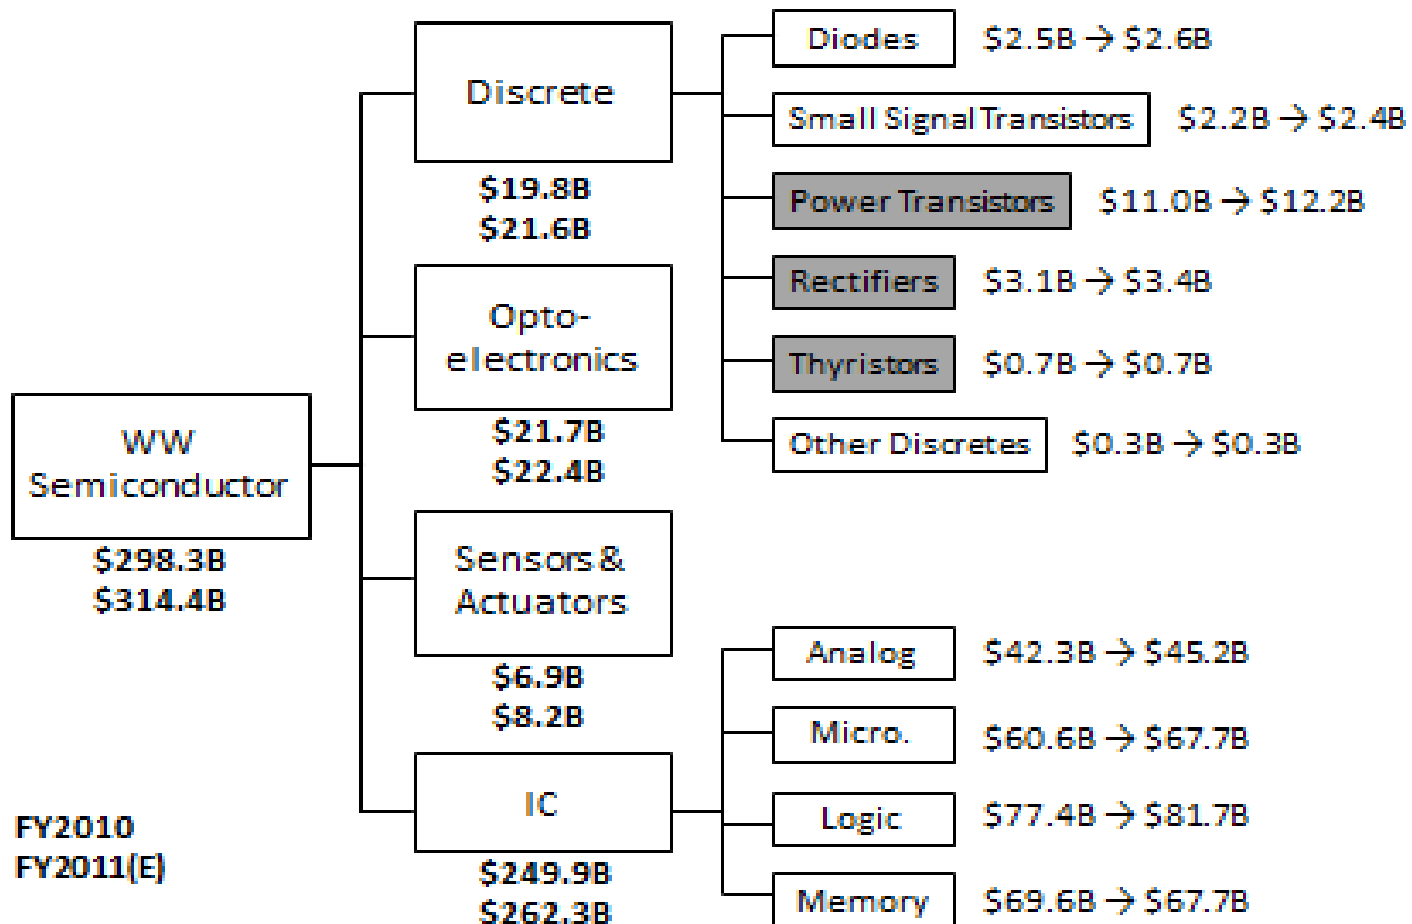 Discrete
$19.8B
$21.6B
Diodes $2.5B → $2.6B
Small Signal Transistors $2.2B → $2.4B
Power Transistors $11.0B → $12.2B
Rectifiers $3.1B → $3.4B
Thyristors $0.7B → $0.7B
Other Discretes $0.3B → $0.3B
Opto-
electronics
$21.7B
$22.4B
WW
Semiconductor
$298.3B
$314.4B
Sensors &
Actuators
$6.9B
$8.2B
IC
$249.9B
$262.3B
Analog $42.3B → $45.2B
Micro. $60.6B → $67.7B
Logic $77.4B → $81.7B
Memory $69.6B → $67.7B
FY2010
FY2011(E)